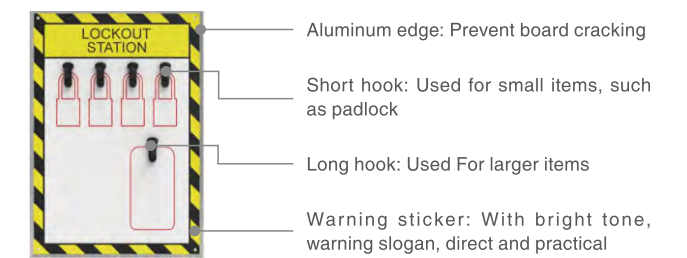 LOCKOUT
STATION
Aluminum edge: Prevent board cracking
Short hook: Used for small items, such
as padlock
Long hook: Used For larger items
Warning sticker: With bright tone,
warning slogan, direct and practical